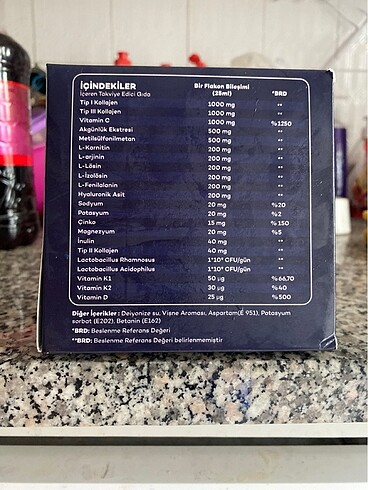 İÇİNDEKİLER Bir Flakon Bileşimi
İçeren Takviye Edici Gıda (25ml) *BRD
Tip I Kollajen 1000 mg **
Tip III Kollajen 1000 mg **
Vitamin C 1000 mg %1250
Akgünlük Ekstresi 500 mg **
Metilsülfonilmetan 500 mg **
L-Karnitin 200 mg **
L-arjinin 200 mg **
L-Lösin 200 mg **
L-İzolösin 200 mg **
L-Fenilalanin 200 mg **
Hyaluronik Asit 200 mg **
Sodyum 20 mg %20
Potasyum 20 mg %2
Çinko 15 mg %150
Magnezyum 20 mg %5
İnulin 40 mg **
Tip II Kollajen 40 mg **
Lactobacillus Rhamnosus 1*10⁹ CFU/gün **
Lactobacillus Acidophilus 1*10⁹ CFU/gün **
Vitamin K1 50 µg %66.70
Vitamin K2 30 µg %40
Vitamin D 25 µg %500
Diğer İçerikler : Deiyonize su, Vişne Aroması, Aspartam(E 951), Potasyum
sorbat (E202), Betanin (E162)
*BRD: Beslenme Referans Değeri
**BRD: Beslenme Referans Değeri belirlenmemiştir